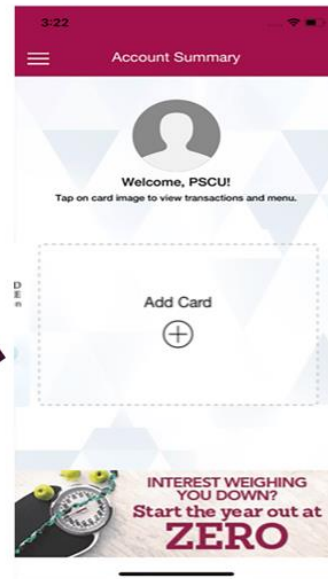 3:22
Account Summary
Welcome, PSCU!
Tap on card image to view transactions and menu.
D
E
n
Add Card
INTEREST WEIGHING
YOU DOWN?
Start the year out at
ZERO